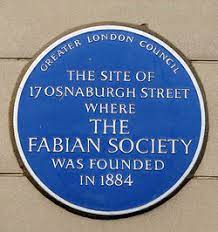 GREATER LONDON COUNCIL
THE SITE OF
17 OSNABURGH STREET
WHERE
THE
FABIAN SOCIETY
WAS FOUNDED
IN 1884